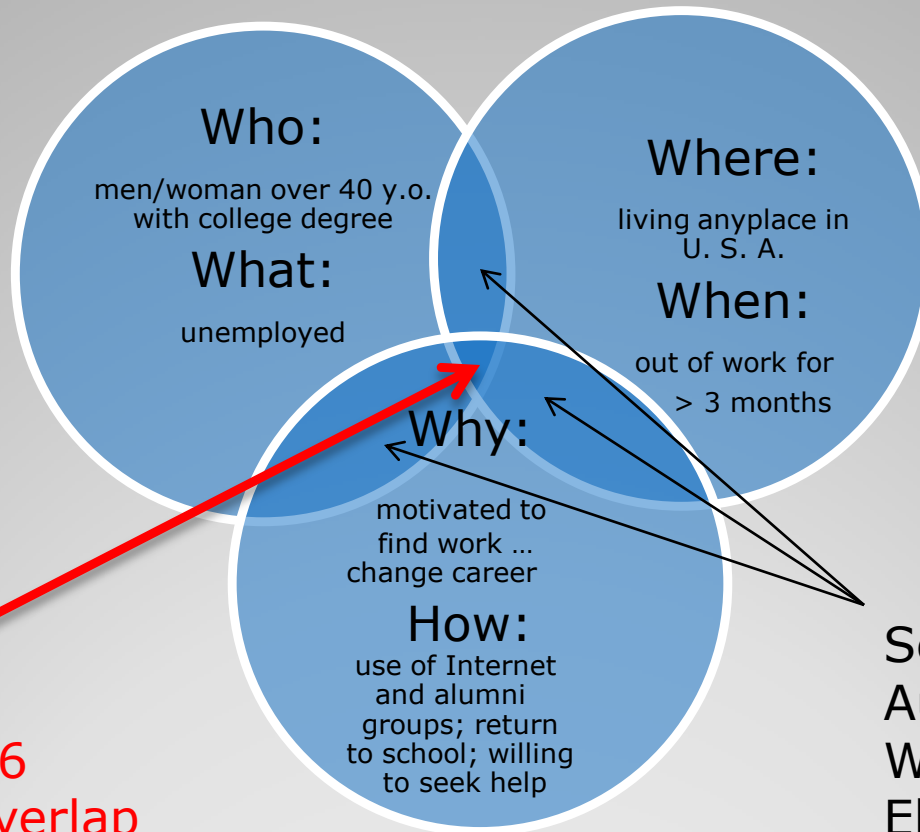 Who:
men/woman over 40 y.o.
with college degree
What:
unemployed
Where:
living anyplace in
U. S. A.
When:
out of work for
> 3 months
Why:
motivated to
find work ...
change career
How:
use of Internet
and alumni
groups; return
to school; willing
to seek help
6